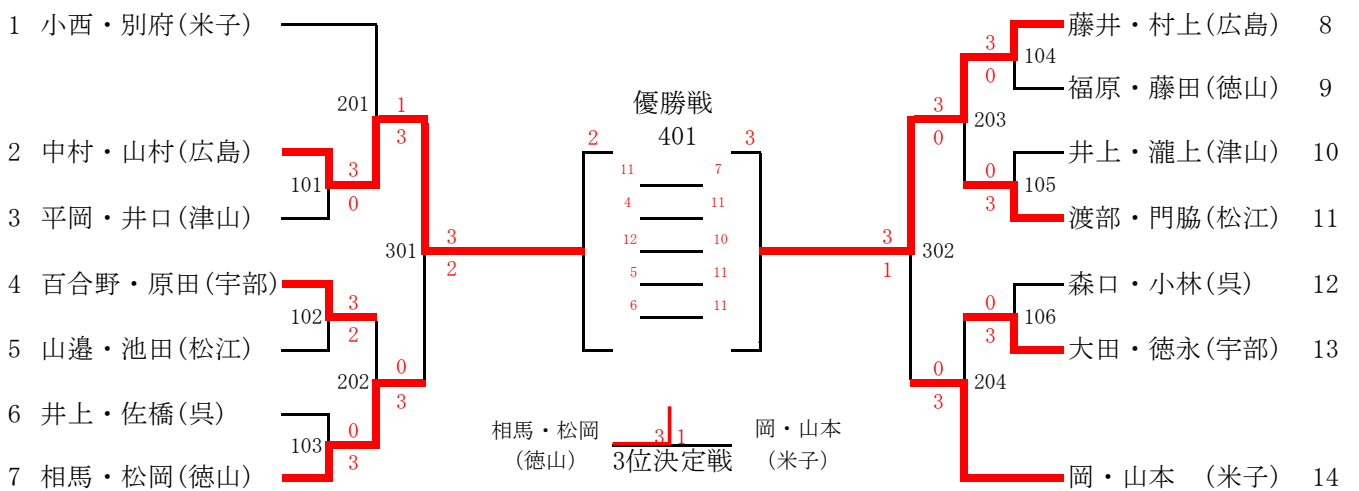 1 小西・別府(米子)
2 中村・山村(広島)
3 平岡・井口(津山)
4 百合野・原田(宇部)
5 山邉・池田(松江)
6 井上・佐橋(呉)
7 相馬・松岡(徳山)
101
3
0
102
3
2
103
0
3
201
1
3
202
0
3
301
3
2
優勝戦
401
2 3
11 7
4 11
12 10
5 11
6 11
相馬・松岡
(徳山)
3 1
3位決定戦
岡・山本
(米子)
302
3
1
203
3
0
204
0
3
104
3
0
105
0
3
106
0
3
藤井・村上(広島) 8
福原・藤田(徳山) 9
井上・瀧上(津山) 10
渡部・門脇(松江) 11
森口・小林(呉) 12
大田・徳永(宇部) 13
岡・山本 (米子) 14